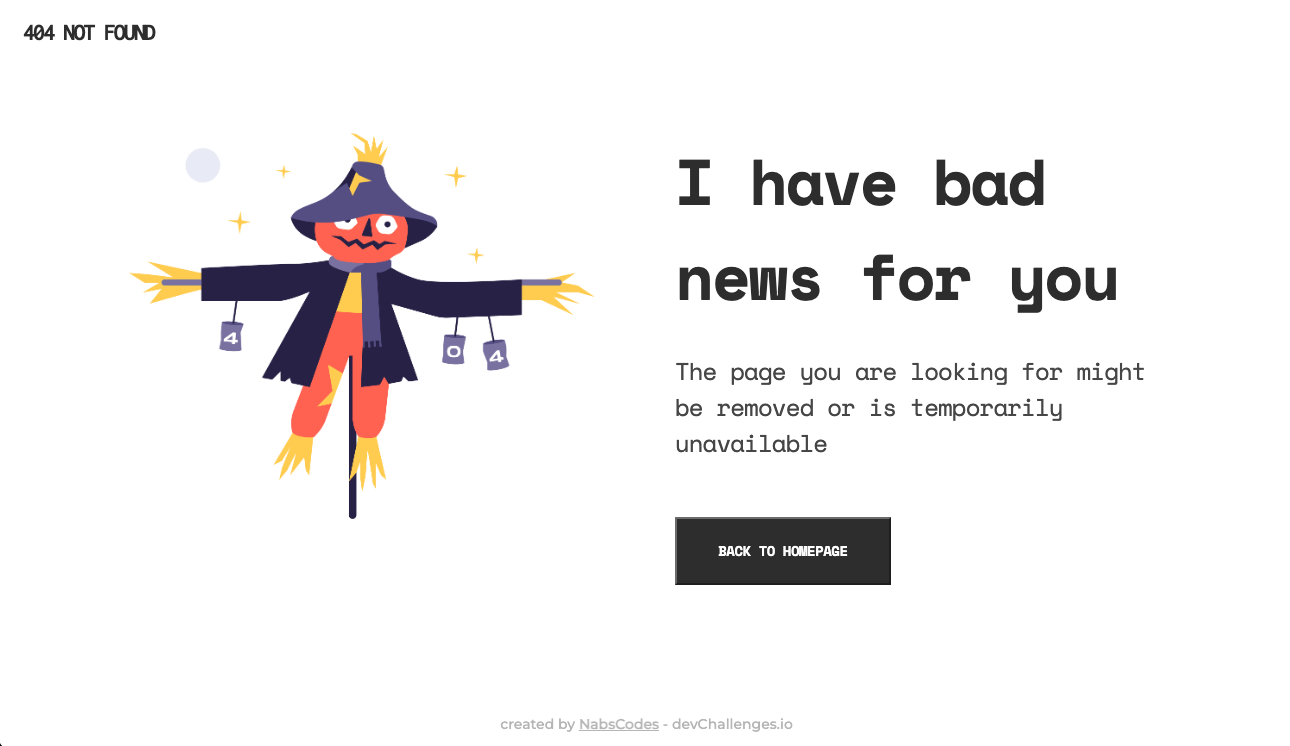 404 NOT FOUND
I have bad
news for you
4
0
4
The page you are looking for might
be removed or is temporarily
unavailable
BACK TO HOMEPAGE
created by NabsCodes - devChallenges.io